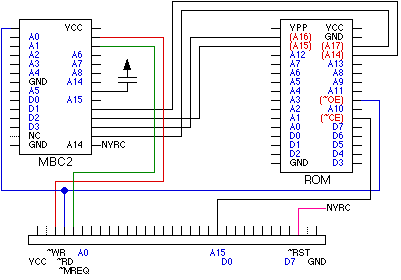 VCC
A0
A1
A2 A6
A3 A7
A4 A8
GND A14
A5
D0 A15
D1
D2
D3
NC
GND A14 NYRC
MBC2
VPP VCC
(A16) GND
(A15) (A17)
A12 (A14)
A7 A13
A6 A8
A5 A9
A4 A11
A3 (~OE)
A2 A10
A1 (~CE)
A0 D7
D0 D6
D1 D5
D2 D4
GND D3
ROM
NYRC
~WR A0 A15 ~RST
VCC ~RD D0 D7 GND
~MREQ